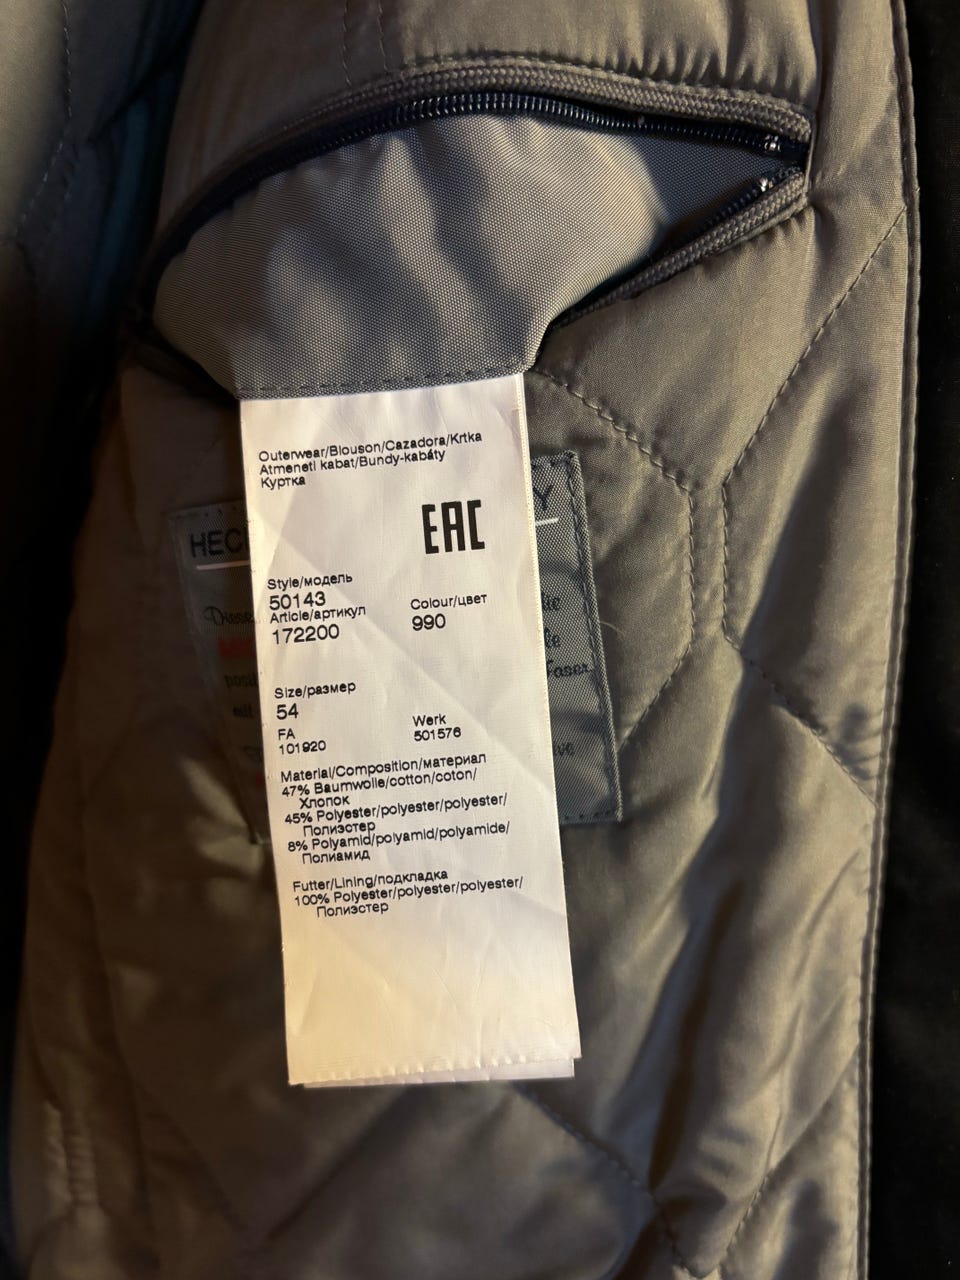 Outerwear/Blouson/Cazadora/Krtka
Atmeneti kabat/Bundy-kabáty
Куртка
EAC
HEC
Y
Style/модель
50143
Article/артикул
172200
Colour/цвет
990
Size/размер
54
FA
101920
Werk
501576
Material/Composition/материал
47% Baumwolle/cotton/coton/
Хлопок
45% Polyester/polyester/polyester/
Полиэстер
8% Polyamid/polyamid/polyamide/
Полиамид
Futter/Lining/подкладка
100% Polyester/polyester/polyester/
Полиэстер